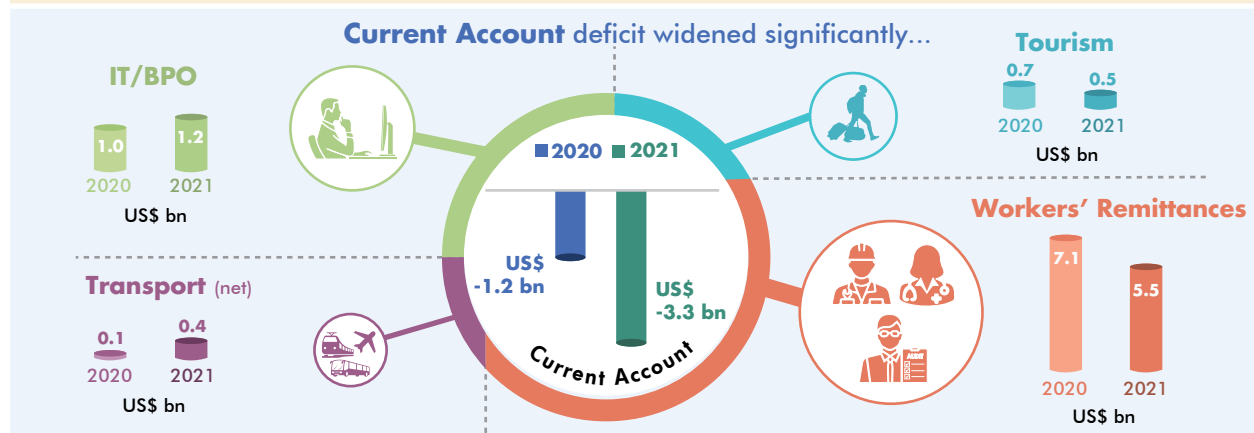 Current Account deficit widened significantly...
IT/BPO
1.0
1.2
2020
2021
US$ bn
Tourism
0.7
0.5
2020
2021
US$ bn
2020
2021
US$
-1.2 bn
US$
-3.3 bn
Current Account
Transport (net)
0.1
0.4
2020
2021
US$ bn
Workers’ Remittances
7.1
5.5
2020
2021
US$ bn
AUDIT